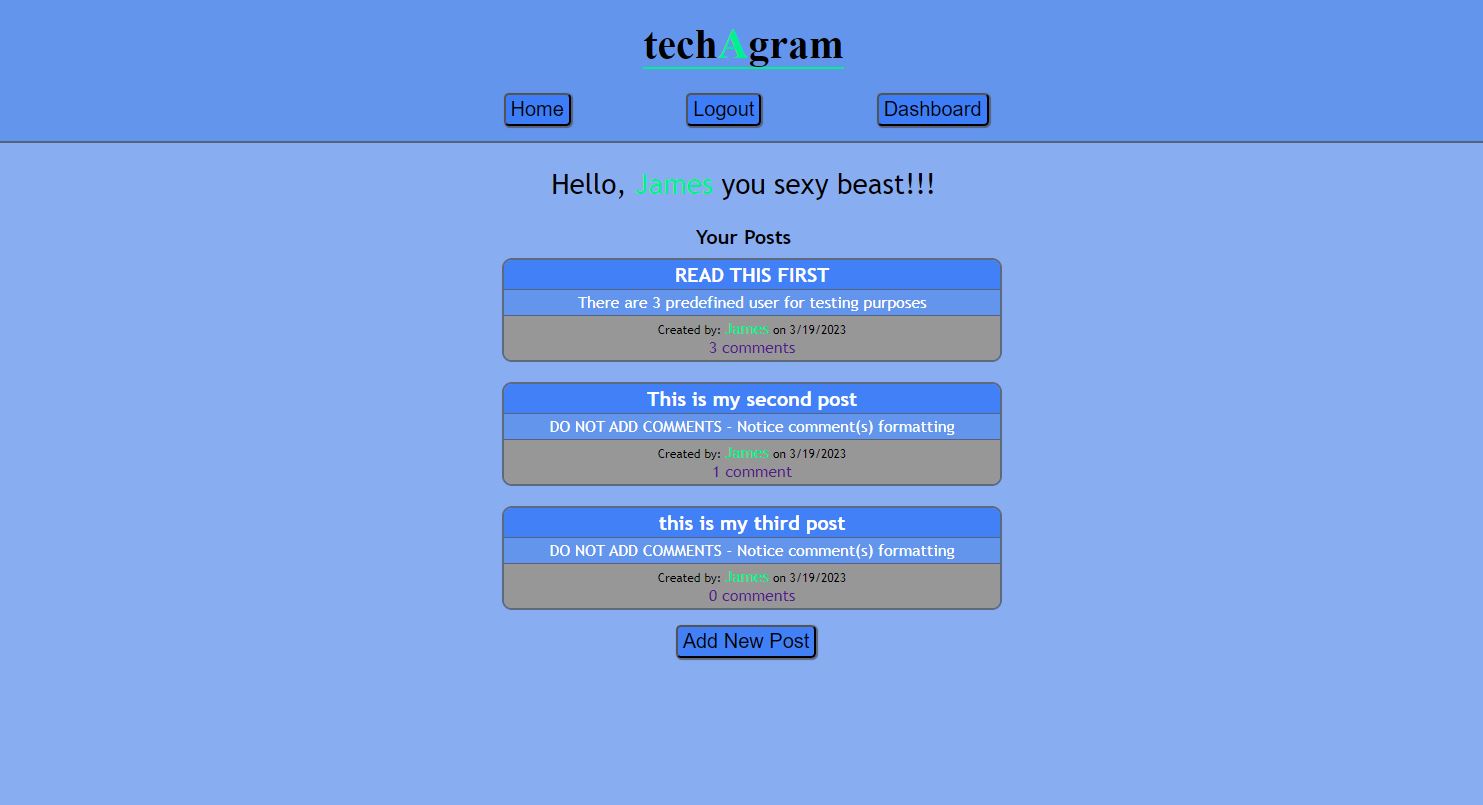 techAgram
Home Logout Dashboard
Hello, James you sexy beast!!!
Your Posts
READ THIS FIRST
There are 3 predefined user for testing purposes
Created by: James on 3/19/2023
3 comments
This is my second post
DO NOT ADD COMMENTS - Notice comment(s) formatting
Created by: James on 3/19/2023
1 comment
this is my third post
DO NOT ADD COMMENTS - Notice comment(s) formatting
Created by: James on 3/19/2023
0 comments
Add New Post